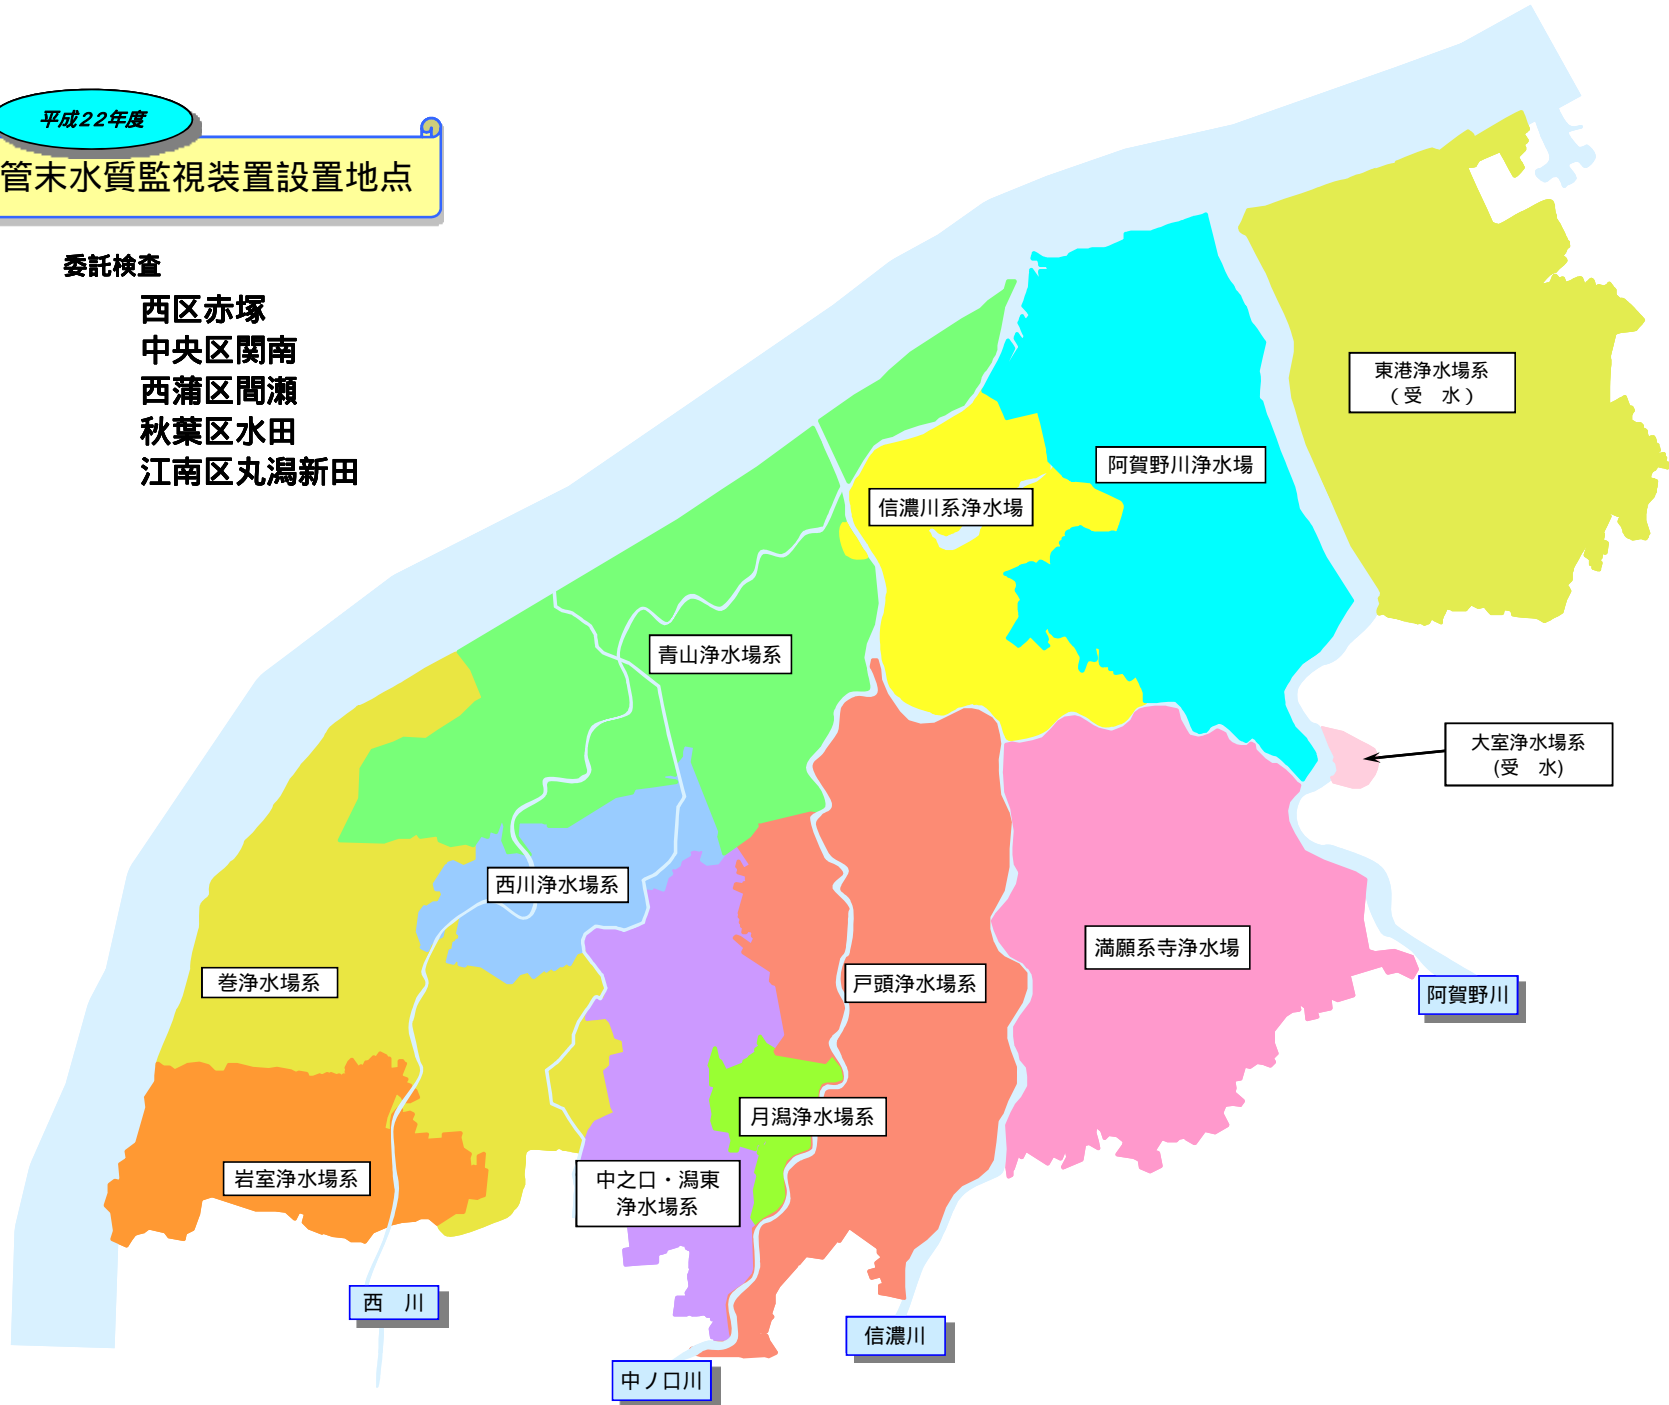 平成22年度
管末水質監視装置設置地点
委託検査
西区赤塚
中央区関南
西蒲区間瀬
秋葉区水田
江南区丸潟新田
東港浄水場系
（受　水）
阿賀野川浄水場
信濃川系浄水場
青山浄水場系
大室浄水場系
(受　水)
西川浄水場系
満願系寺浄水場
巻浄水場系
戸頭浄水場系
阿賀野川
月潟浄水場系
岩室浄水場系
中之口・潟東
浄水場系
西　川
信濃川
中ノ口川